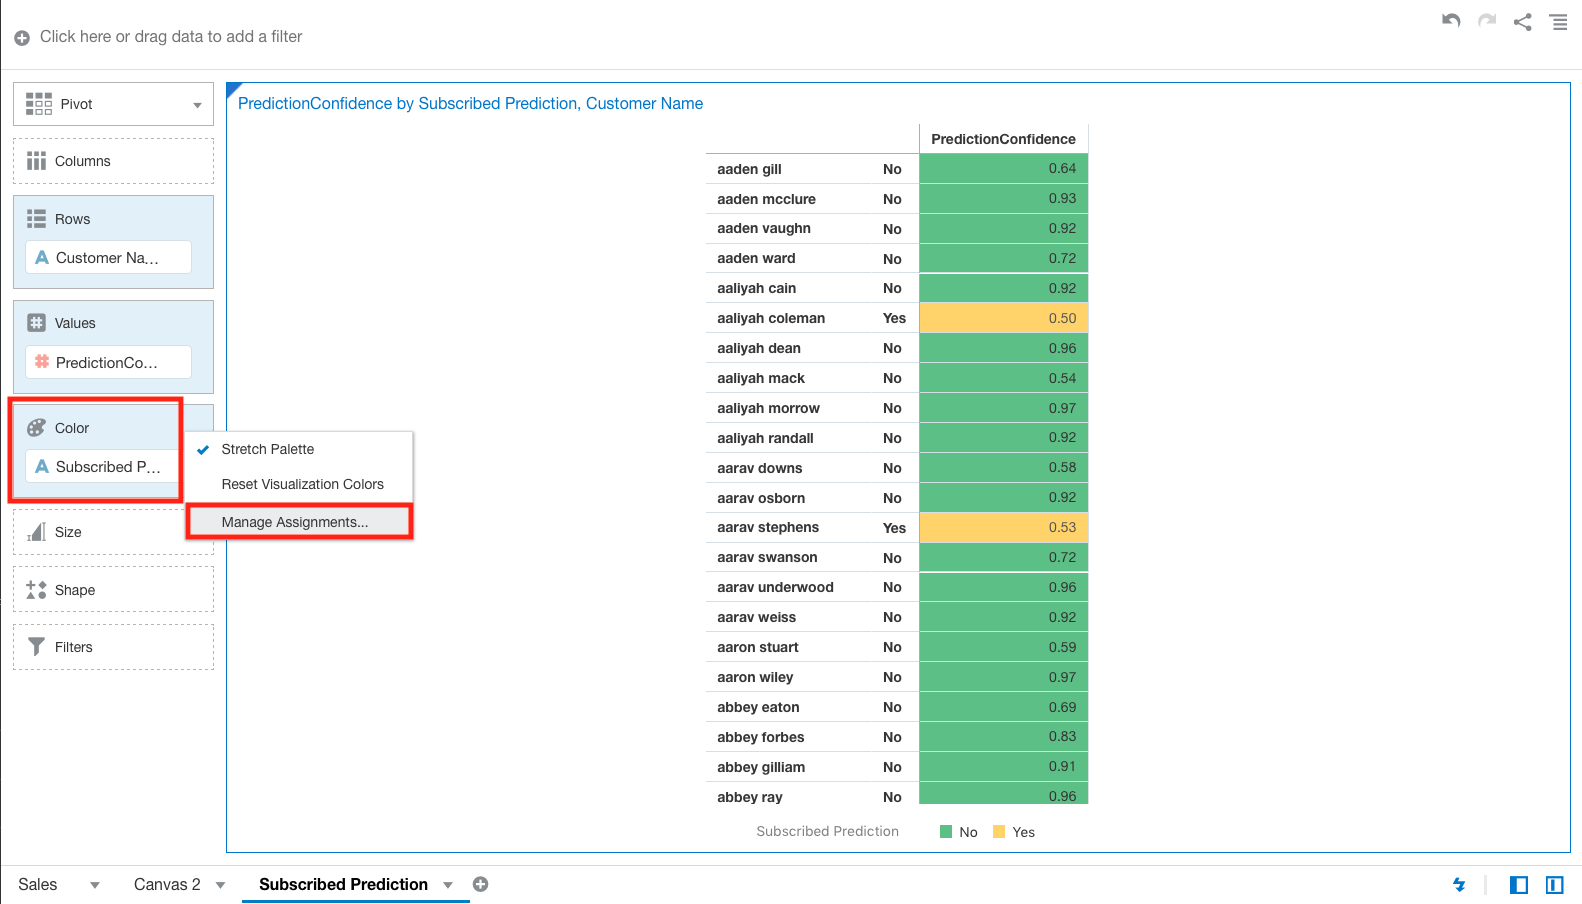 Click here or drag data to add a filter
Pivot
Columns
Rows
A Customer Na...
Values
PredictionCo...
Color
A Subscribed P...
Size
Shape
Filters
Stretch Palette
Reset Visualization Colors
Manage Assignments...
PredictionConfidence by Subscribed Prediction, Customer Name
PredictionConfidence
aaden gill No 0.64
aaden mcclure No 0.93
aaden vaughn No 0.92
aaden ward No 0.72
aaliyah cain No 0.92
aaliyah coleman Yes 0.50
aaliyah dean No 0.96
aaliyah mack No 0.54
aaliyah morrow No 0.97
aaliyah randall No 0.92
aarav downs No 0.58
aarav osborn No 0.92
aarav stephens Yes 0.53
aarav swanson No 0.72
aarav underwood No 0.96
aarav weiss No 0.92
aaron stuart No 0.59
aaron wiley No 0.97
abbey eaton No 0.69
abbey forbes No 0.83
abbey gilliam No 0.91
abbey ray No 0.96
Subscribed Prediction No Yes
Sales Canvas 2 Subscribed Prediction